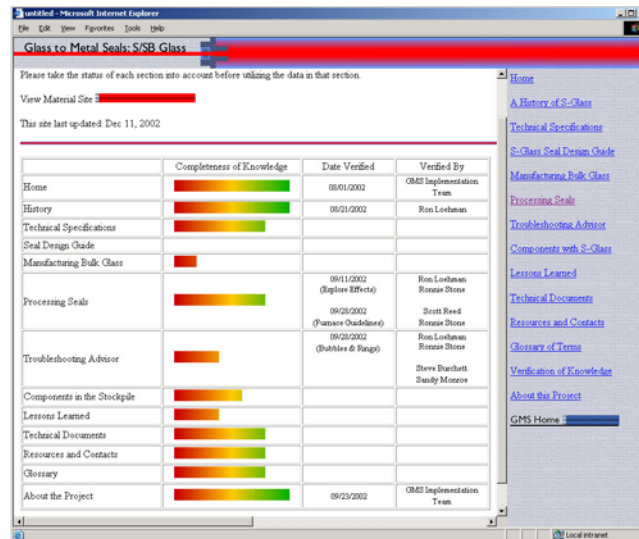 untitled - Microsoft Internet Explorer
File Edit View Favorites Tools Help
Glass to Metal Seals: S/SB Glass
Please take the status of each section into account before utilizing the data in that section.
View Material Site
This site last updated: Dec 11, 2002
Completeness of Knowledge Date Verified Verified By
Home 08/01/2002 GMS Implementation Team
History 08/21/2002 Ron Loehman
Technical Specifications
Seal Design Guide
Manufacturing Bulk Glass
Processing Seals
09/11/2002 Ron Loehman
(Explore Effects) Ronnie Stone
09/28/2002 Scott Reed
(Furnace Guidelines) Ronnie Stone
Troubleshooting Advisor
09/28/2002 Ron Loehman
(Bubbles & Rings) Ronnie Stone
Steve Burchett
Sandy Monroe
Components in the Stockpile
Lessons Learned
Technical Documents
Resources and Contacts
Glossary
About the Project 09/23/2002 GMS Implementation Team
Home
A History of S-Glass
Technical Specifications
S-Glass Seal Design Guide
Manufacturing Bulk Glass
Processing Seals
Troubleshooting Advisor
Components with S-Glass
Lessons Learned
Technical Documents
Resources and Contacts
Glossary of Terms
Verification of Knowledge
About this Project
GMS Home
Local intranet